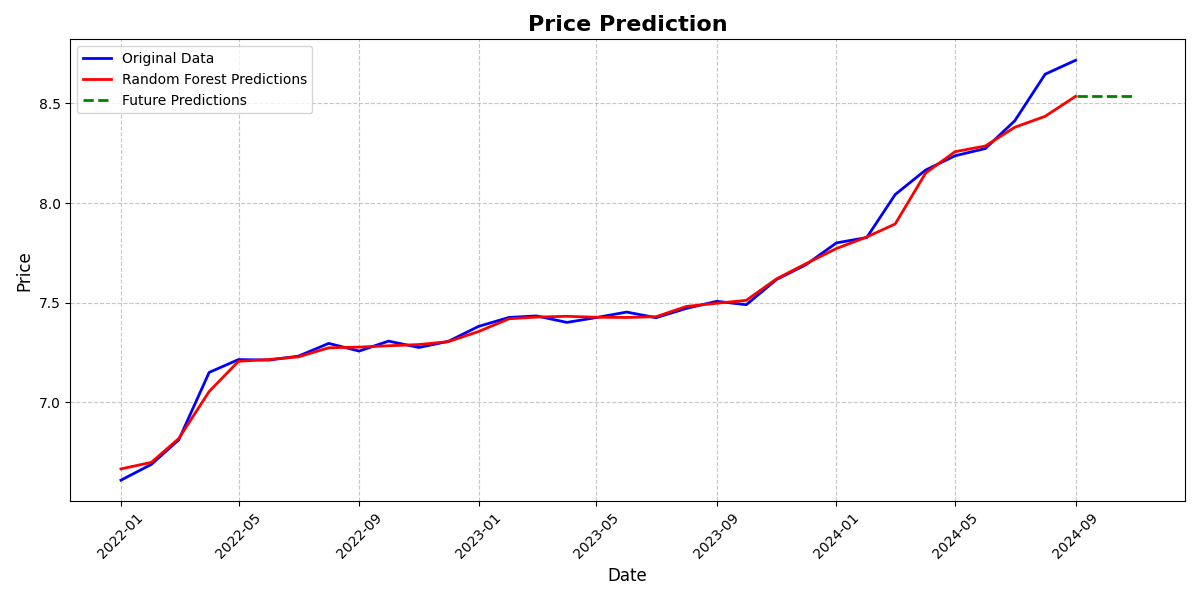 Price Prediction
Original Data
Random Forest Predictions
Future Predictions
Price
8.5
8.0
7.5
7.0
2022-01
2022-05
2022-09
2023-01
2023-05
2023-09
2024-01
2024-05
2024-09
Date